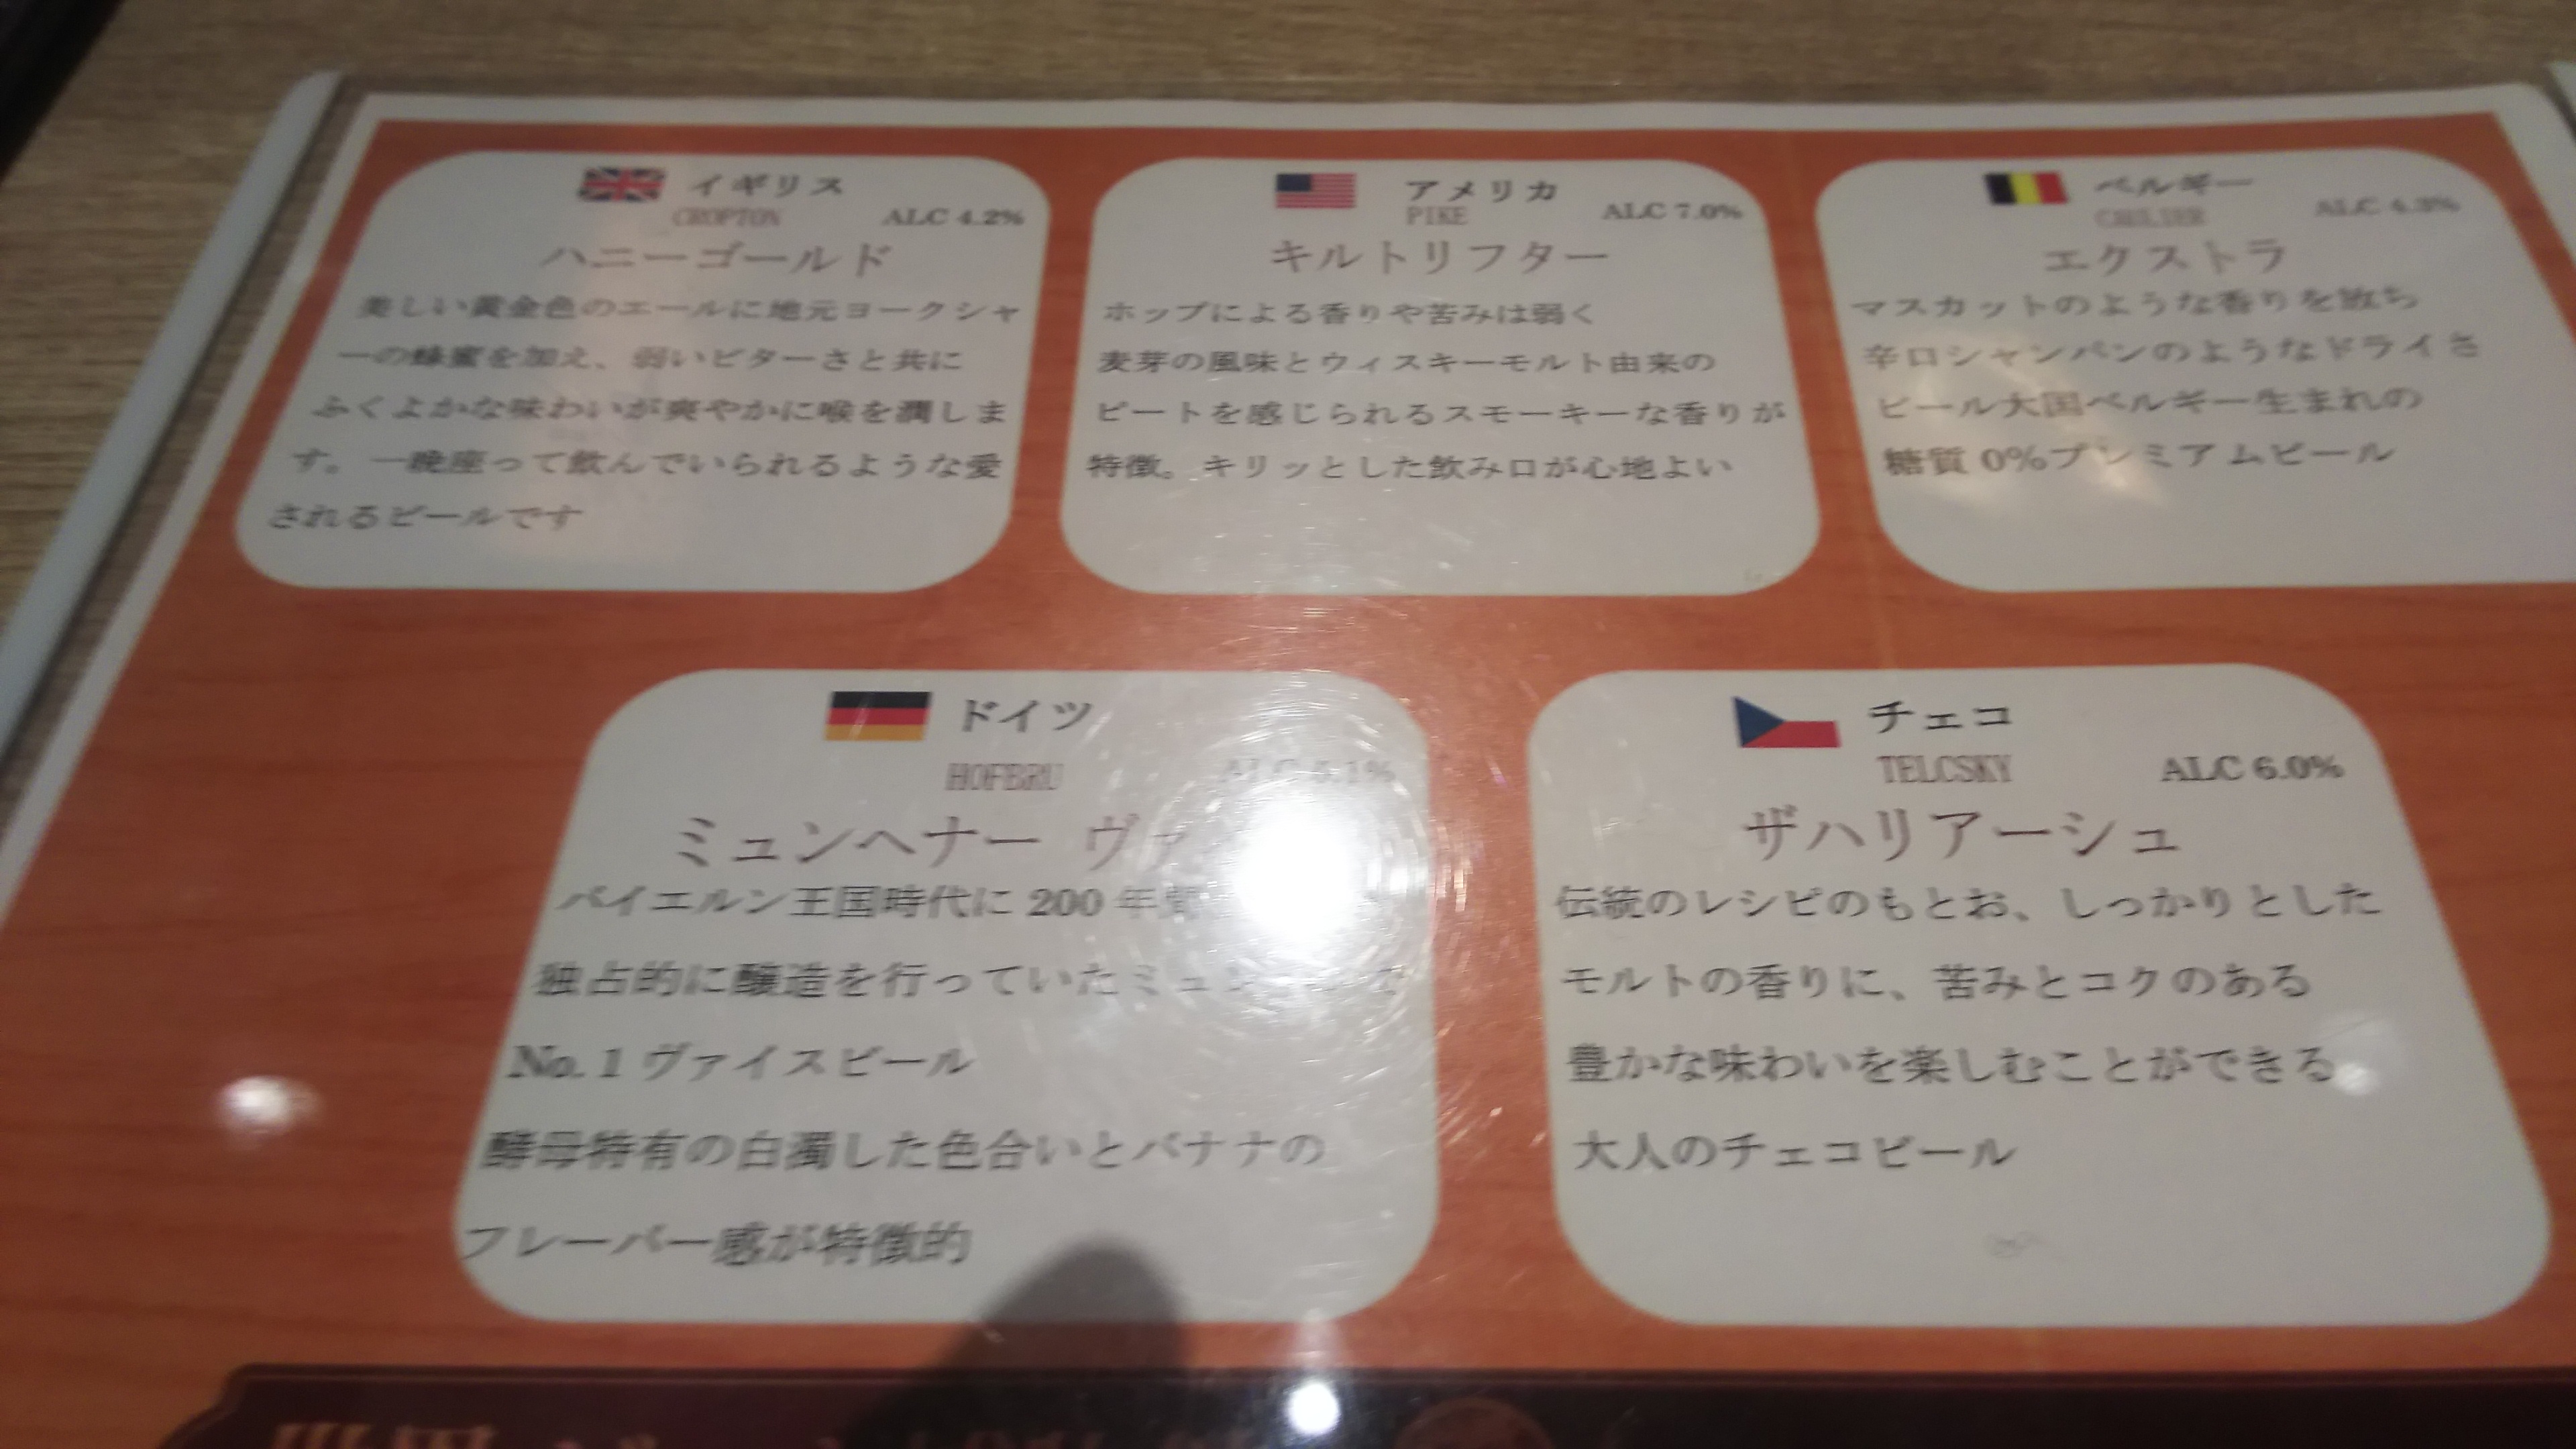 イギリス
CROPTON ALC 4.2%
ハニーゴールド
美しい黄金色のエールに地元ヨークシャ
ーの蜂蜜を加え、弱いビターさと共に
ふくよかな味わいが爽やかに喉を潤しま
す。一晩座って飲んでいられるような愛
されるビールです
アメリカ
PIKE ALC 7.0%
キルトリフター
ホップによる香りや苦みは弱く
麦芽の風味とウィスキーモルト由来の
ピートを感じられるスモーキーな香りが
特徴。キリッとした飲み口が心地よい
ベルギー
CAULIER ALC 4.3%
エクストラ
マスカットのような香りを放ち
辛口シャンパンのようなドライさ
ビール大国ベルギー生まれの
糖質 0%プレミアムビール
ドイツ
HOFBRU ALC
ミュンヘナー ヴァ
バイエルン王国時代に 200 年間
独占的に醸造を行っていたミュン
No. 1 ヴァイスビール
酵母特有の白濁した色合いとバナナの
フレーバー感が特徴的
チェコ
TELCSKY ALC 6.0%
ザハリアーシュ
伝統のレシピのもとお、しっかりとした
モルトの香りに、苦みとコクのある
豊かな味わいを楽しむことができる
大人のチェコビール